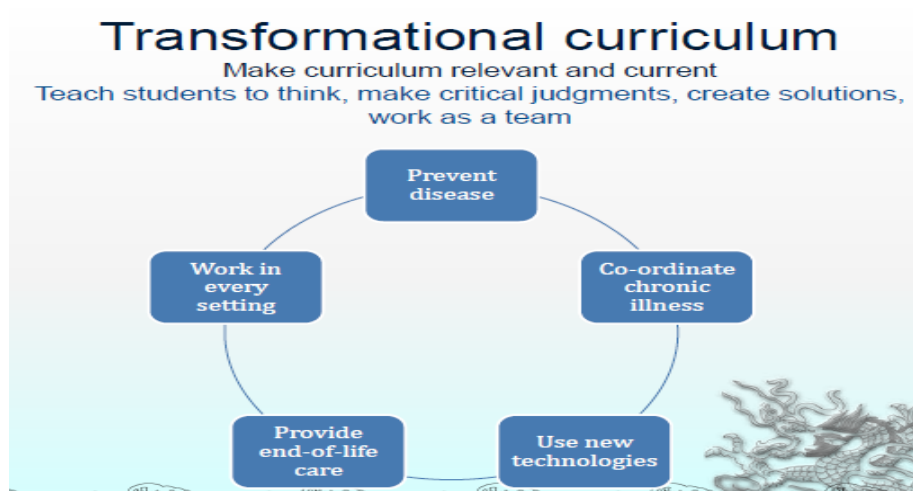 Transformational curriculum
Make curriculum relevant and current
Teach students to think, make critical judgments, create solutions,
work as a team
Prevent
disease
Work in
every
setting
Co-ordinate
chronic
illness
Provide
end-of-life
care
Use new
technologies